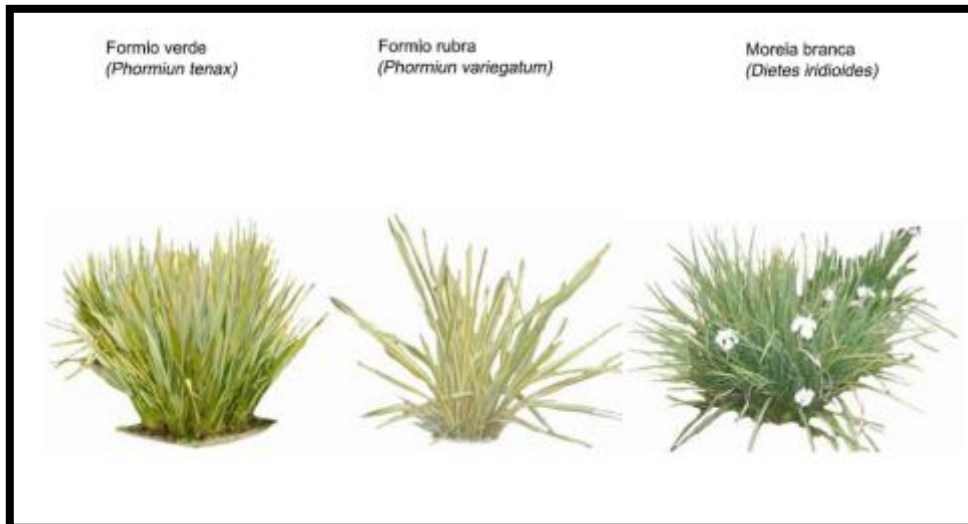 Formio verde
(Phormiun tenax)
Formio rubra
(Phormiun variegatum)
Moreia branca
(Dietes iridioides)